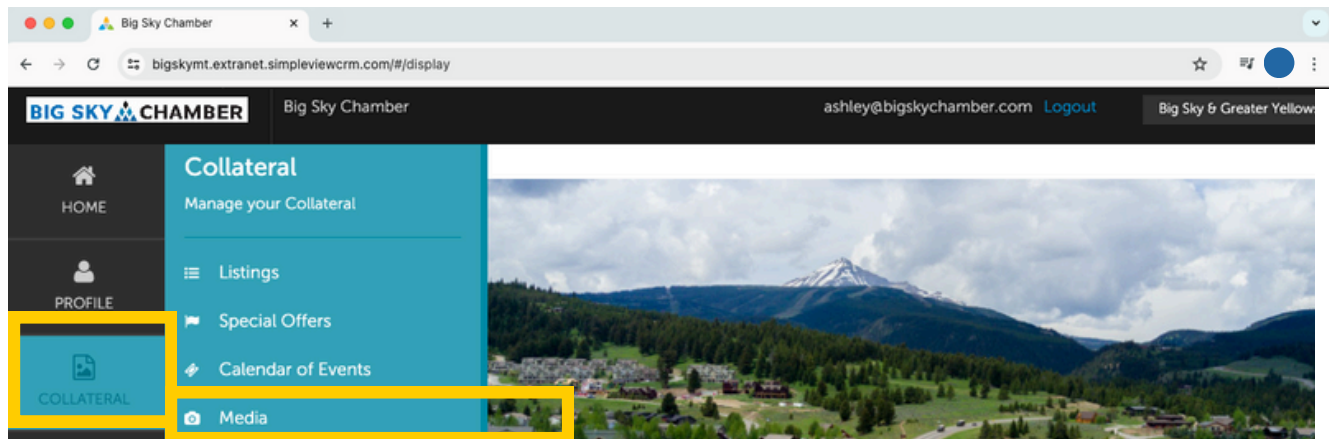 Big Sky Chamber
bigskymt.extranet.simpleviewcrm.com/#/display
BIG SKY CHAMBER
Big Sky Chamber
ashley@bigskychamber.com Logout
Big Sky & Greater Yellow
HOME
PROFILE
COLLATERAL
Collateral
Manage your Collateral
Listings
Special Offers
Calendar of Events
Media